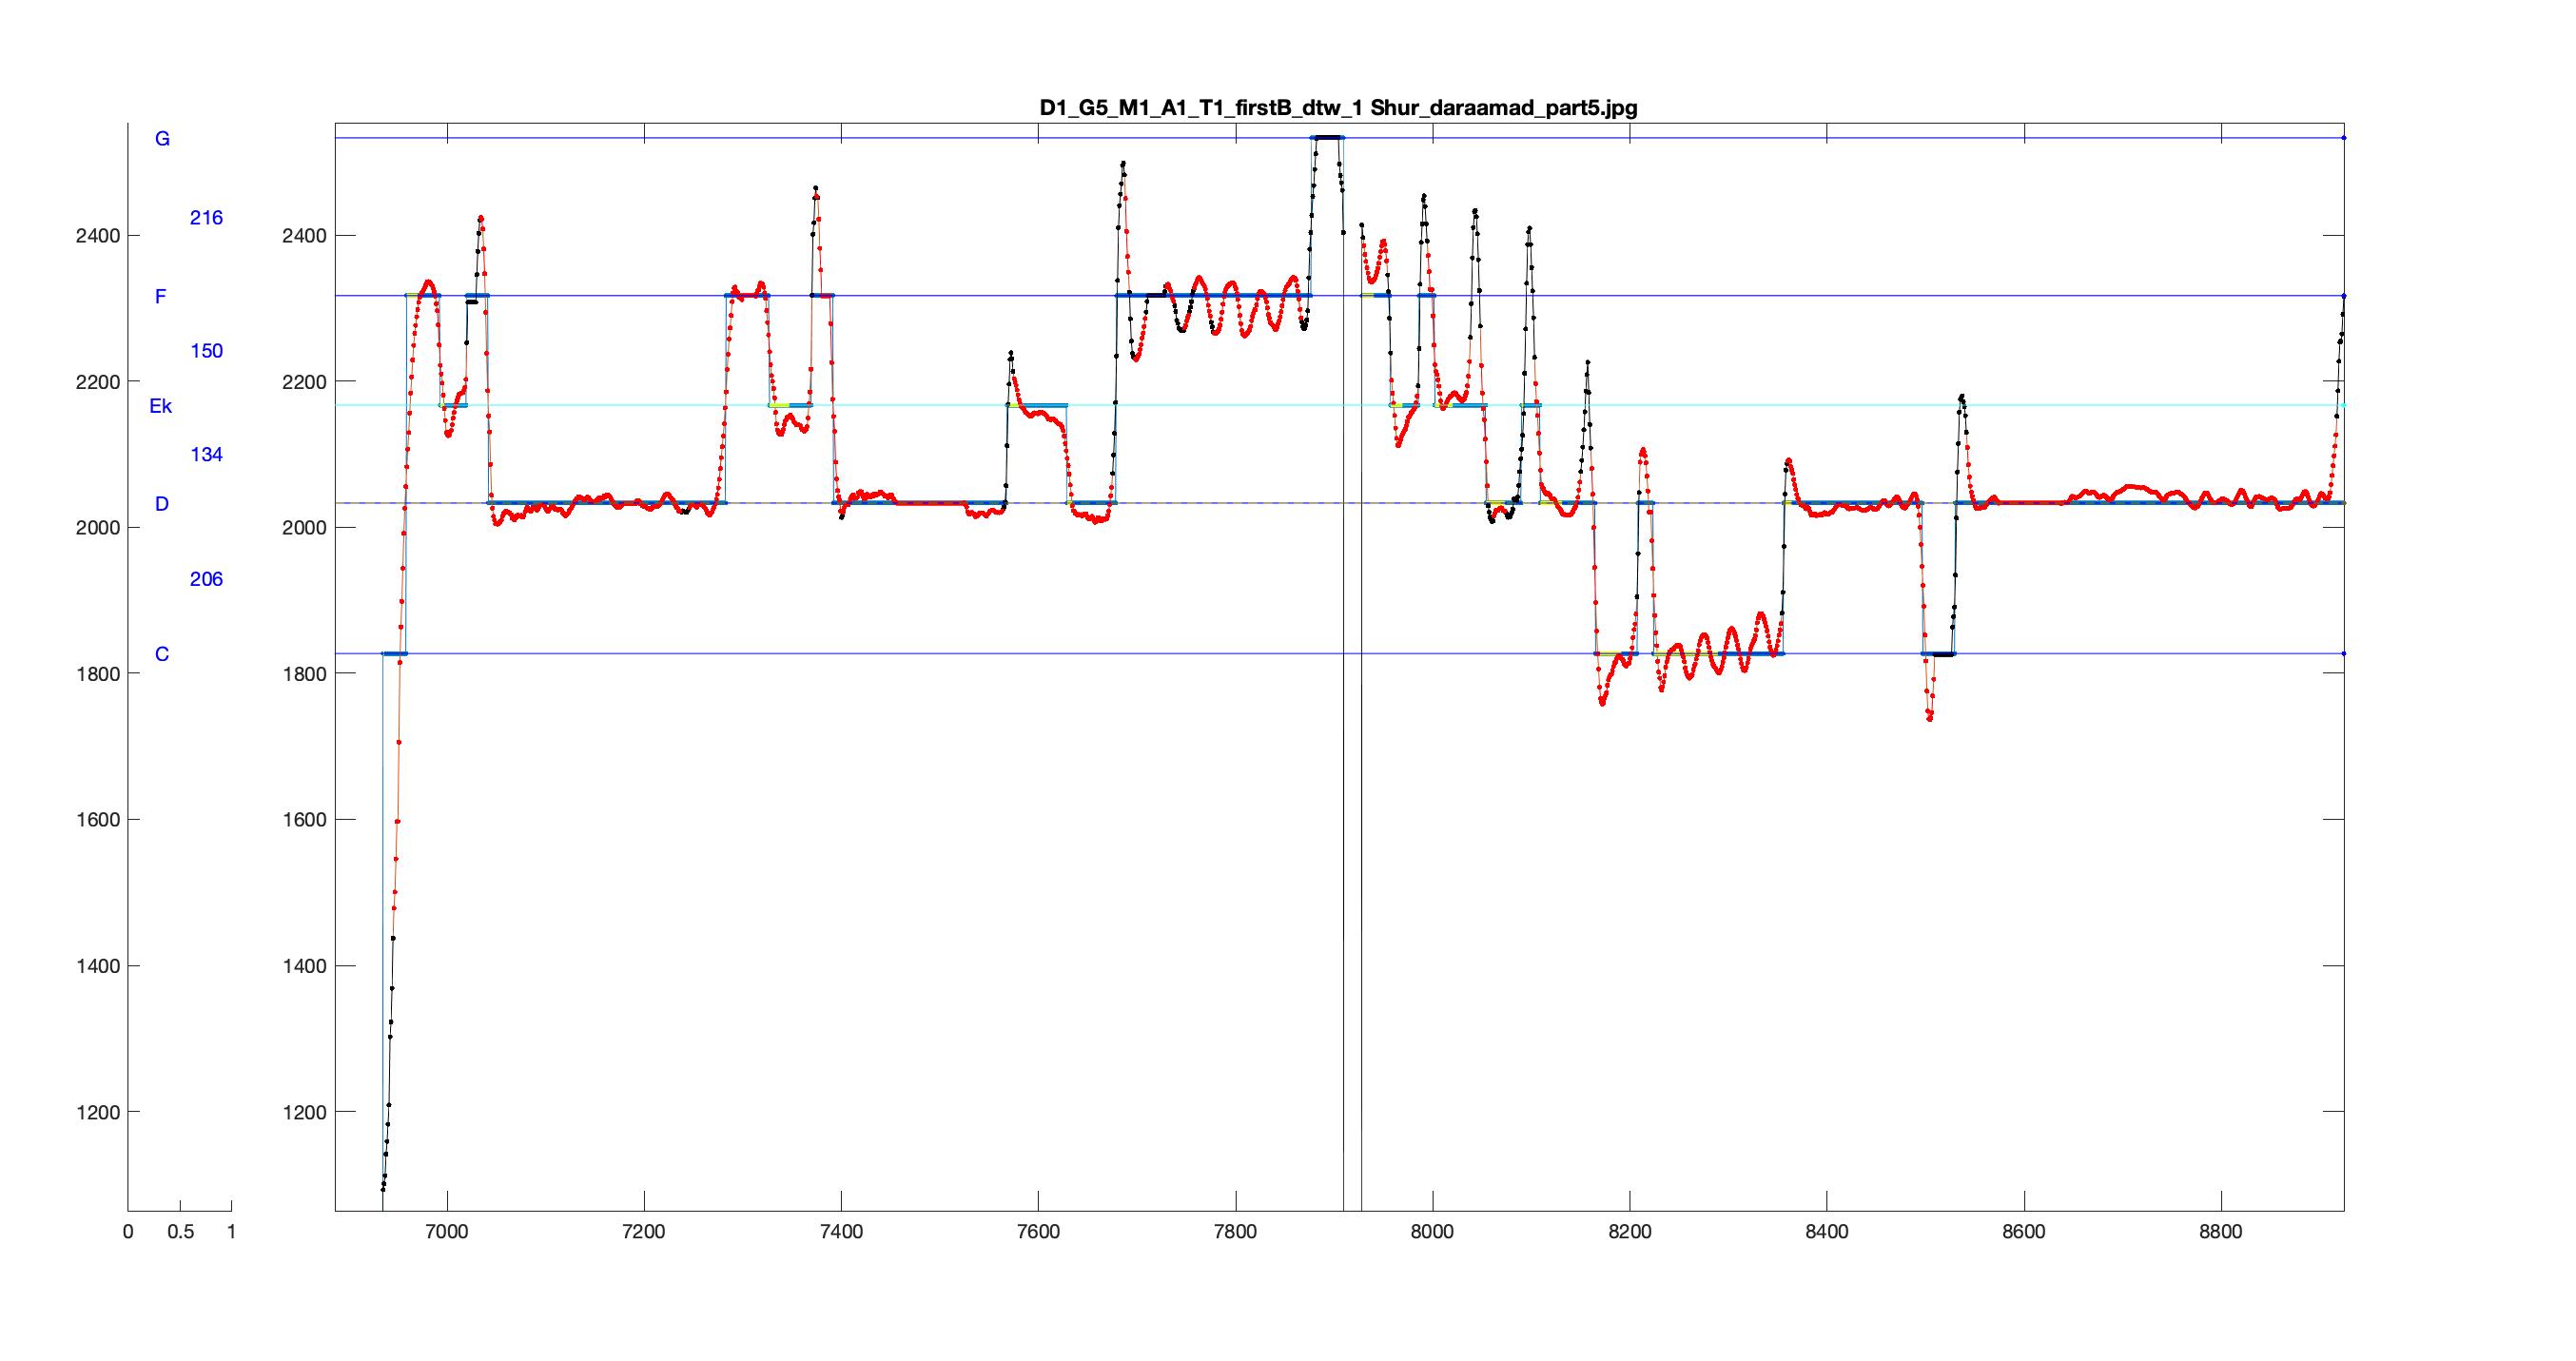 D1_G5_M1_A1_T1_firstB_dtw_1 Shur_daraamad_part5.jpg
G
216
2400 2400
F
150
2200 2200
Ek
134
D
2000 2000
206
C
1800 1800
1600 1600
1400 1400
1200 1200
0 0.5 1 7000 7200 7400 7600 7800 8000 8200 8400 8600 8800